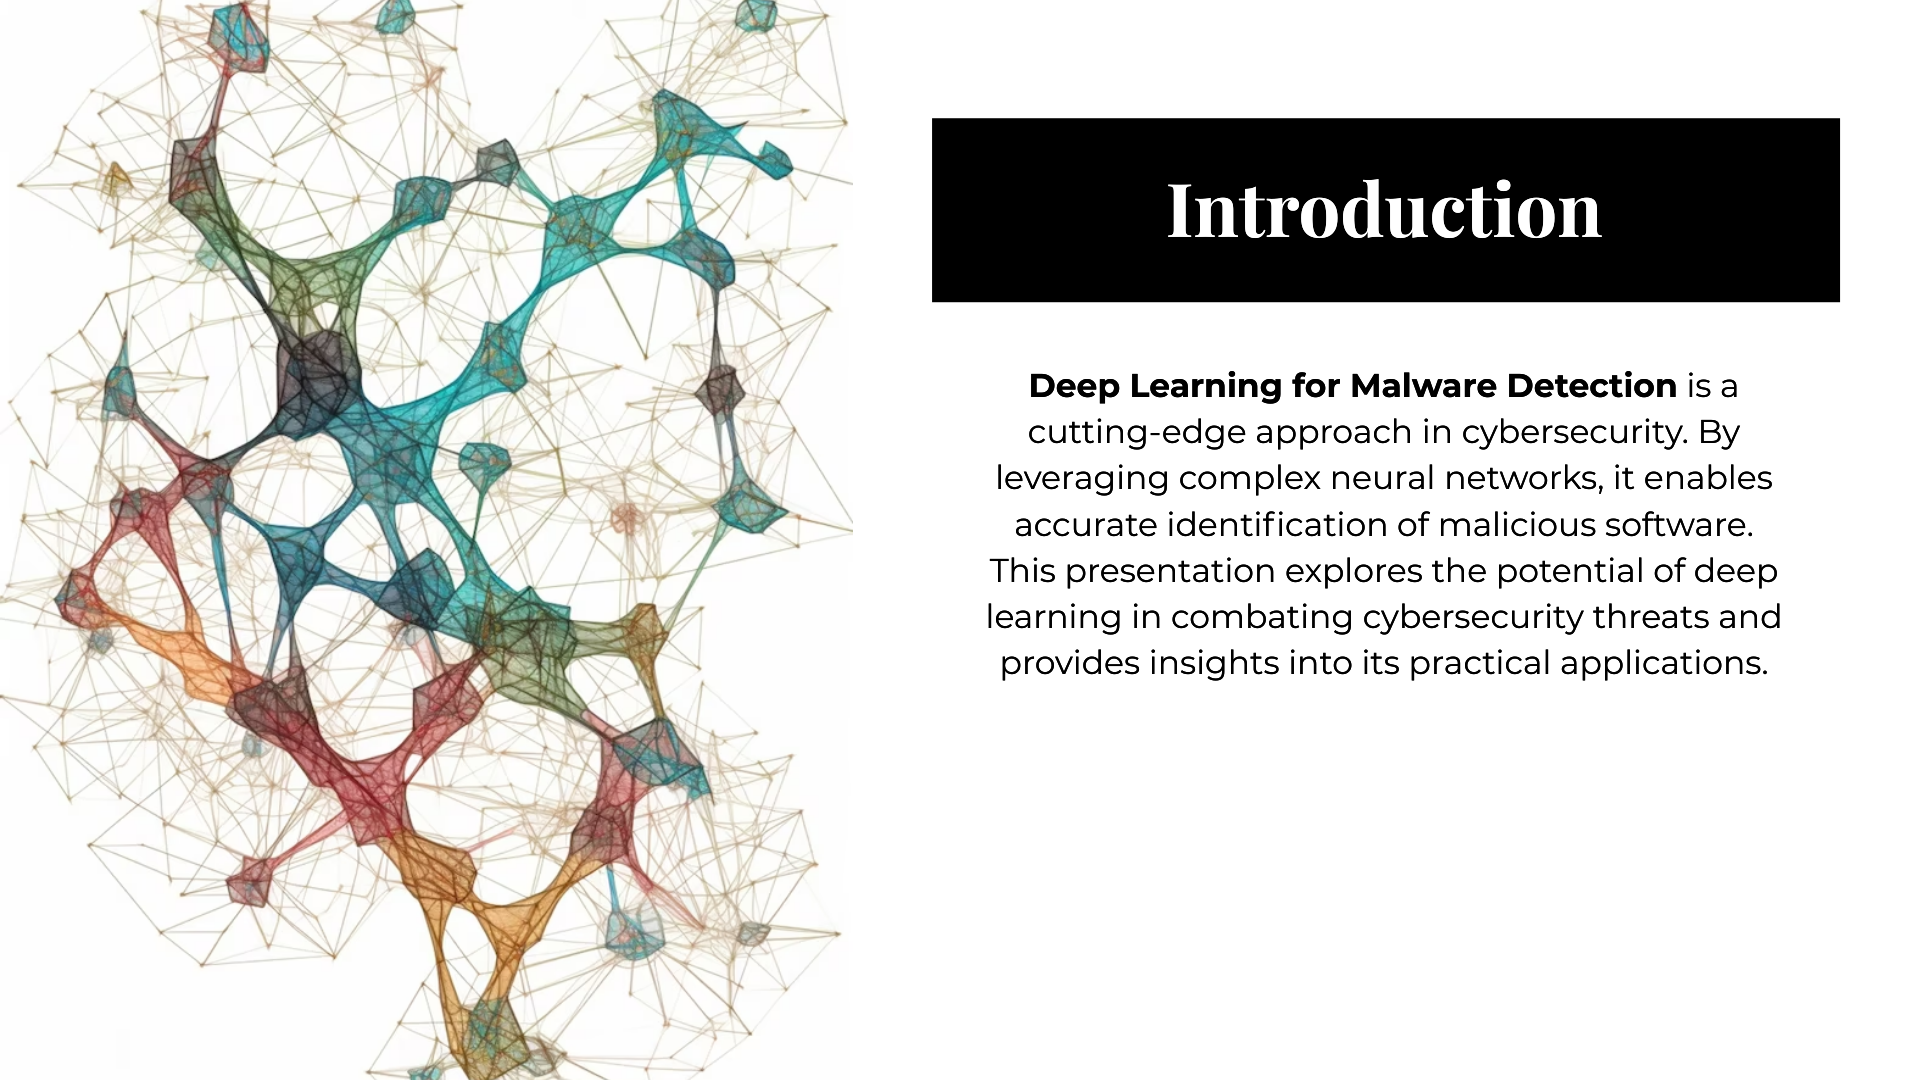 Introduction
Deep Learning for Malware Detection is a
cutting-edge approach in cybersecurity. By
leveraging complex neural networks, it enables
accurate identification of malicious software.
This presentation explores the potential of deep
learning in combating cybersecurity threats and
provides insights into its practical applications.